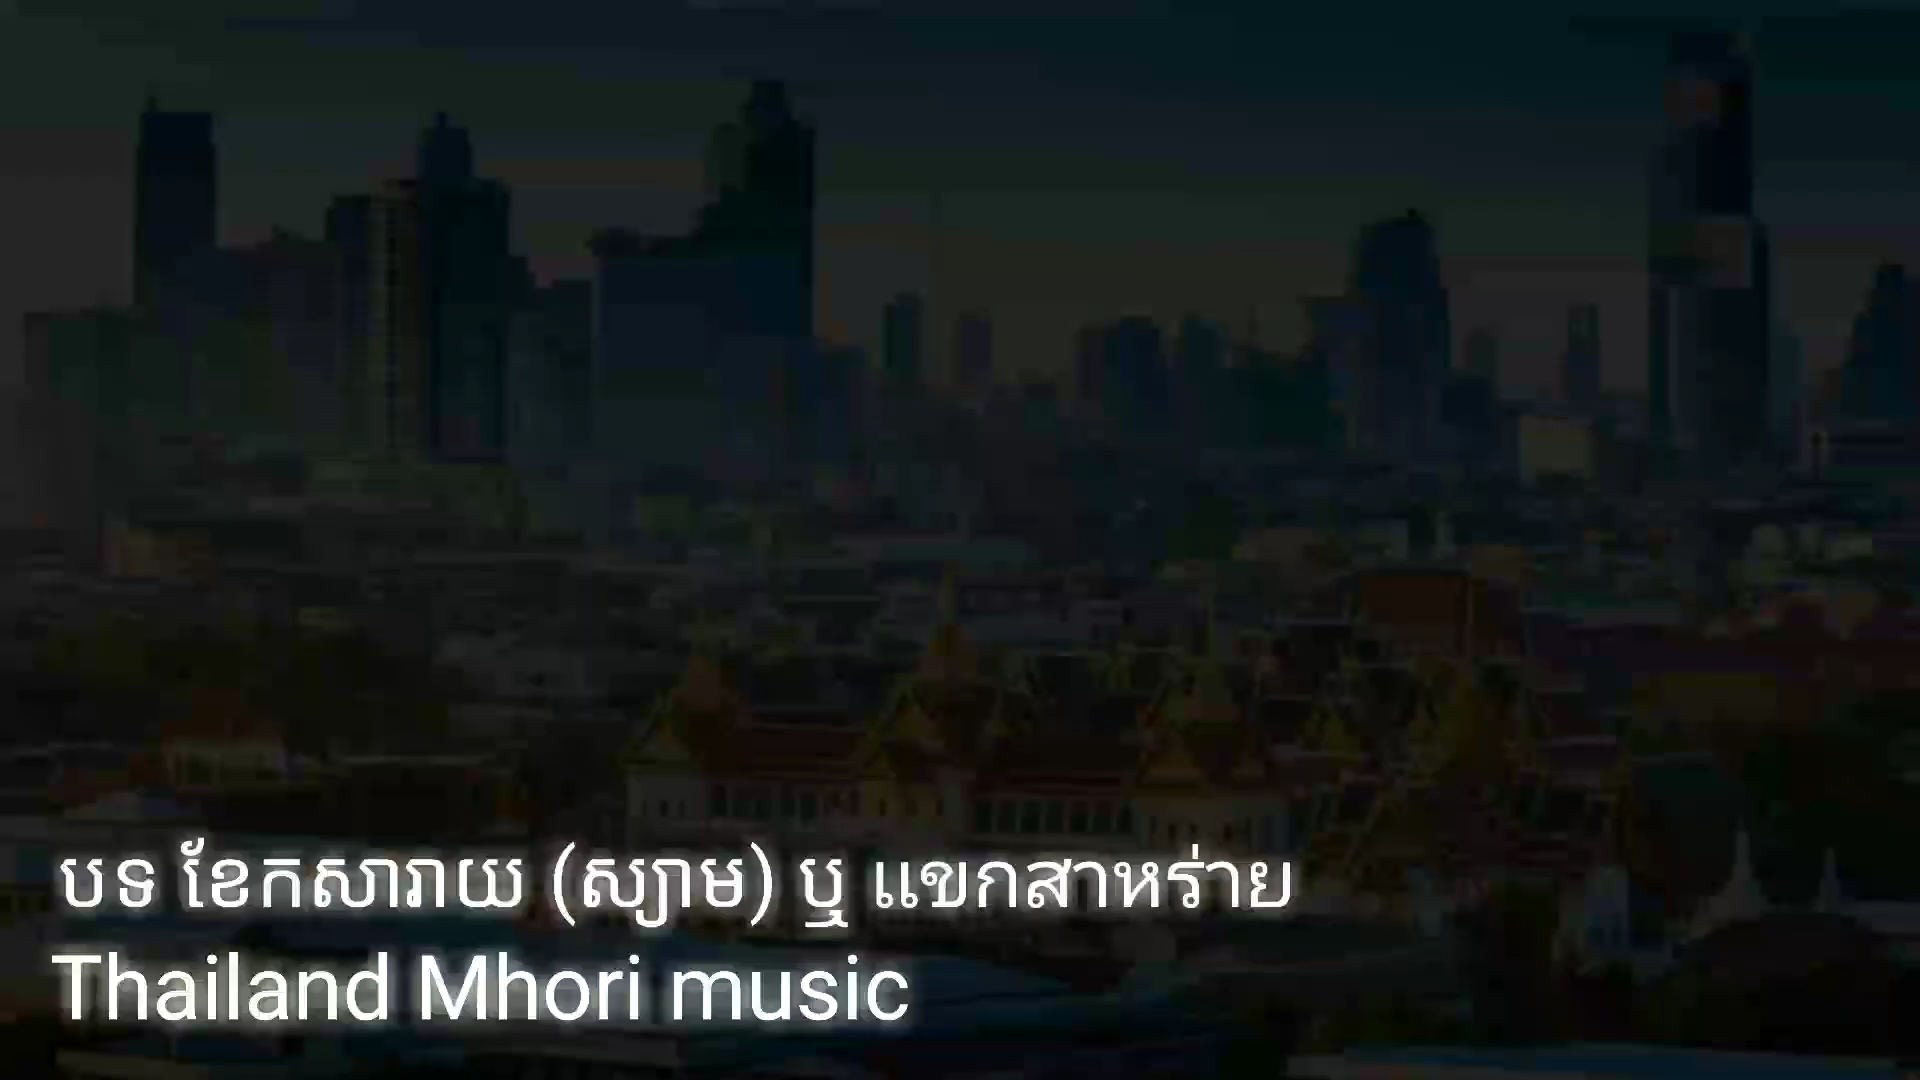 បទ ខែកសារាយ (ស្យាម) ឬ แขกสาหร่าย
Thailand Mhori music